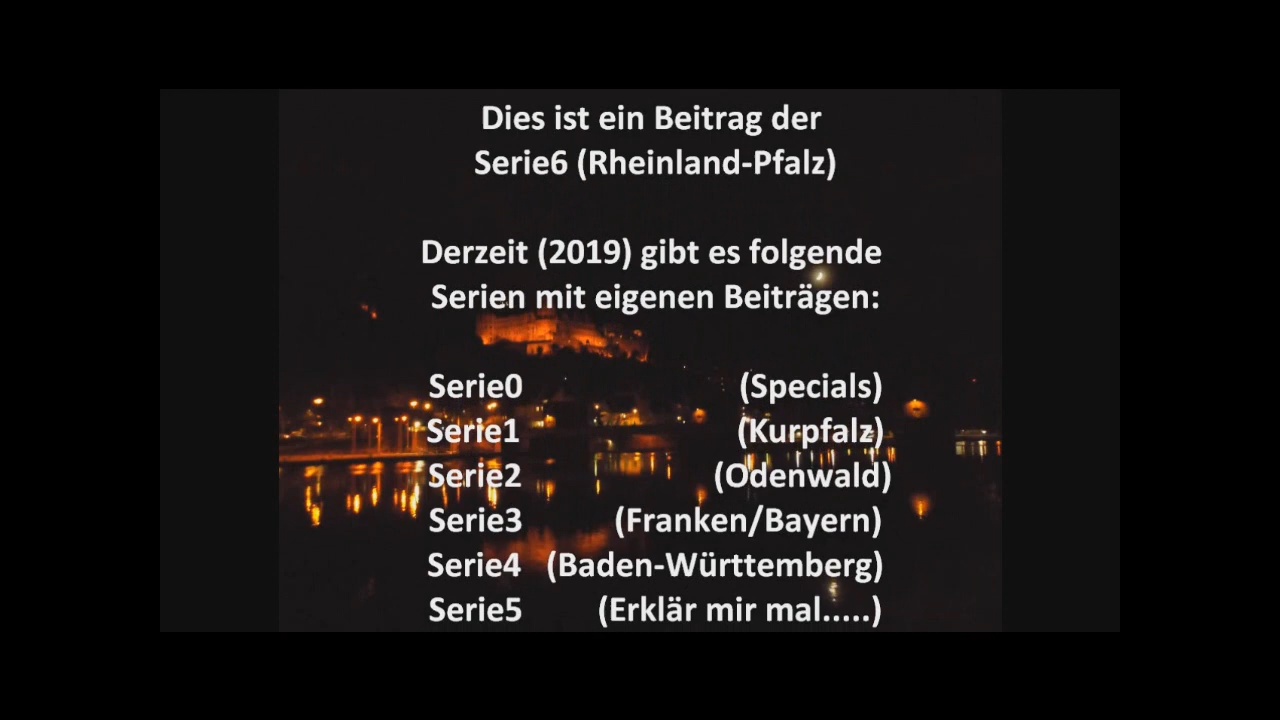 Dies ist ein Beitrag der
Serie6 (Rheinland-Pfalz)
Derzeit (2019) gibt es folgende
Serien mit eigenen Beiträgen:
Serie0 (Specials)
Serie1 (Kurpfalz)
Serie2 (Odenwald)
Serie3 (Franken/Bayern)
Serie4 (Baden-Württemberg)
Serie5 (Erklär mir mal.....)